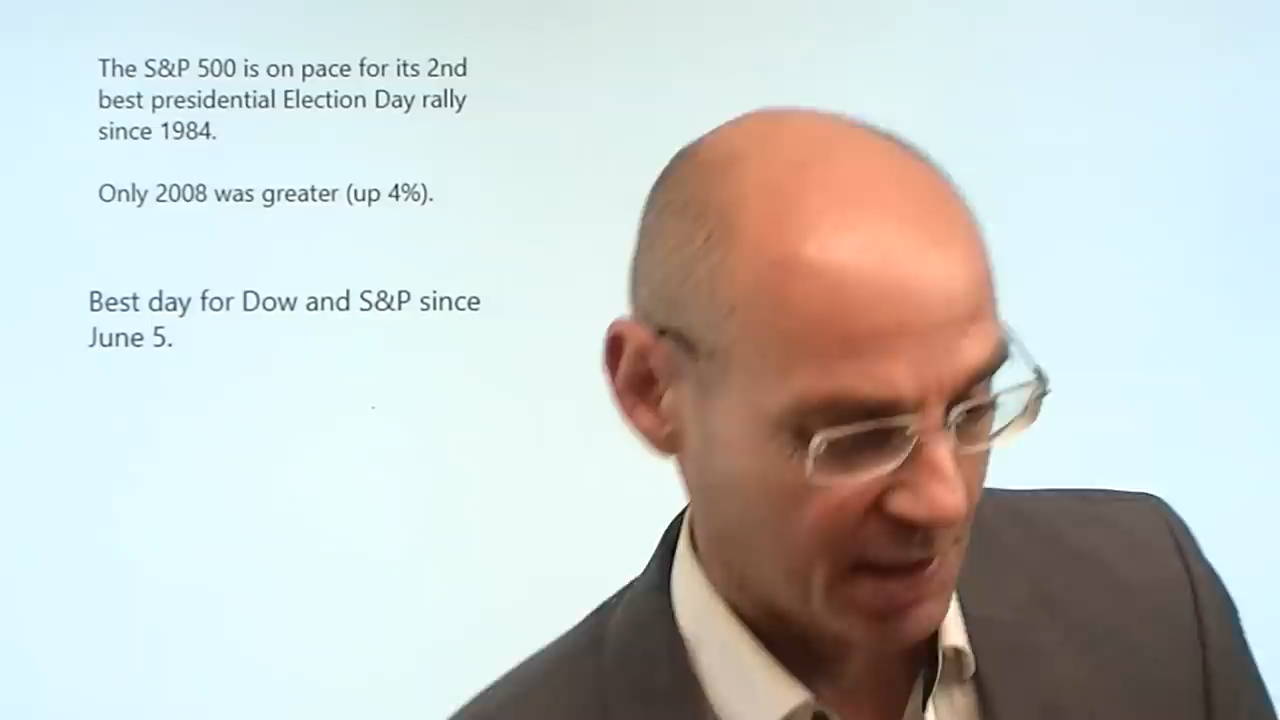 The S&P 500 is on pace for its 2nd
best presidential Election Day rally
since 1984.
Only 2008 was greater (up 4%).
Best day for Dow and S&P since
June 5.